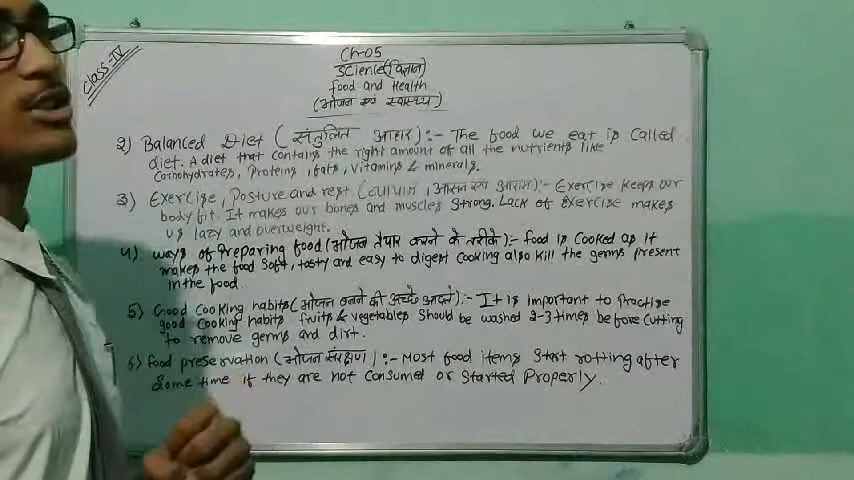 Class-IV
Ch-05
Science(विज्ञान)
Food and Health
(भोजन एवं स्वास्थ्य)
2) Balanced Diet (संतुलित आहार):- The food we eat is called
diet. A diet that contains the right amount of all the nutrients like
Carbohydrates, Proteins, fats, Vitamins & minerals.
3) Exercise, Posture and rest (व्यायाम, आसन एवं आराम):- Exercise keeps our
body fit. It makes our bones and muscles strong. Lack of exercise makes
us lazy and overweight.
4) ways of Preparing food (भोजन तैयार करने के तरीके):- food is Cooked as it
makes the food soft, tasty and easy to digest cooking also kill the germs present
in the food.
5) Good Cooking habits (भोजन बनाने की अच्छी आदतें):- It is important to Practise
good Cooking habits fruits & vegetables should be washed 2-3 times before Cutting
to remove germs and dirt.
6) food preservation (भोजन संरक्षण):- Most food items start rotting after
Some time if they are not Consumed or Started Properly.